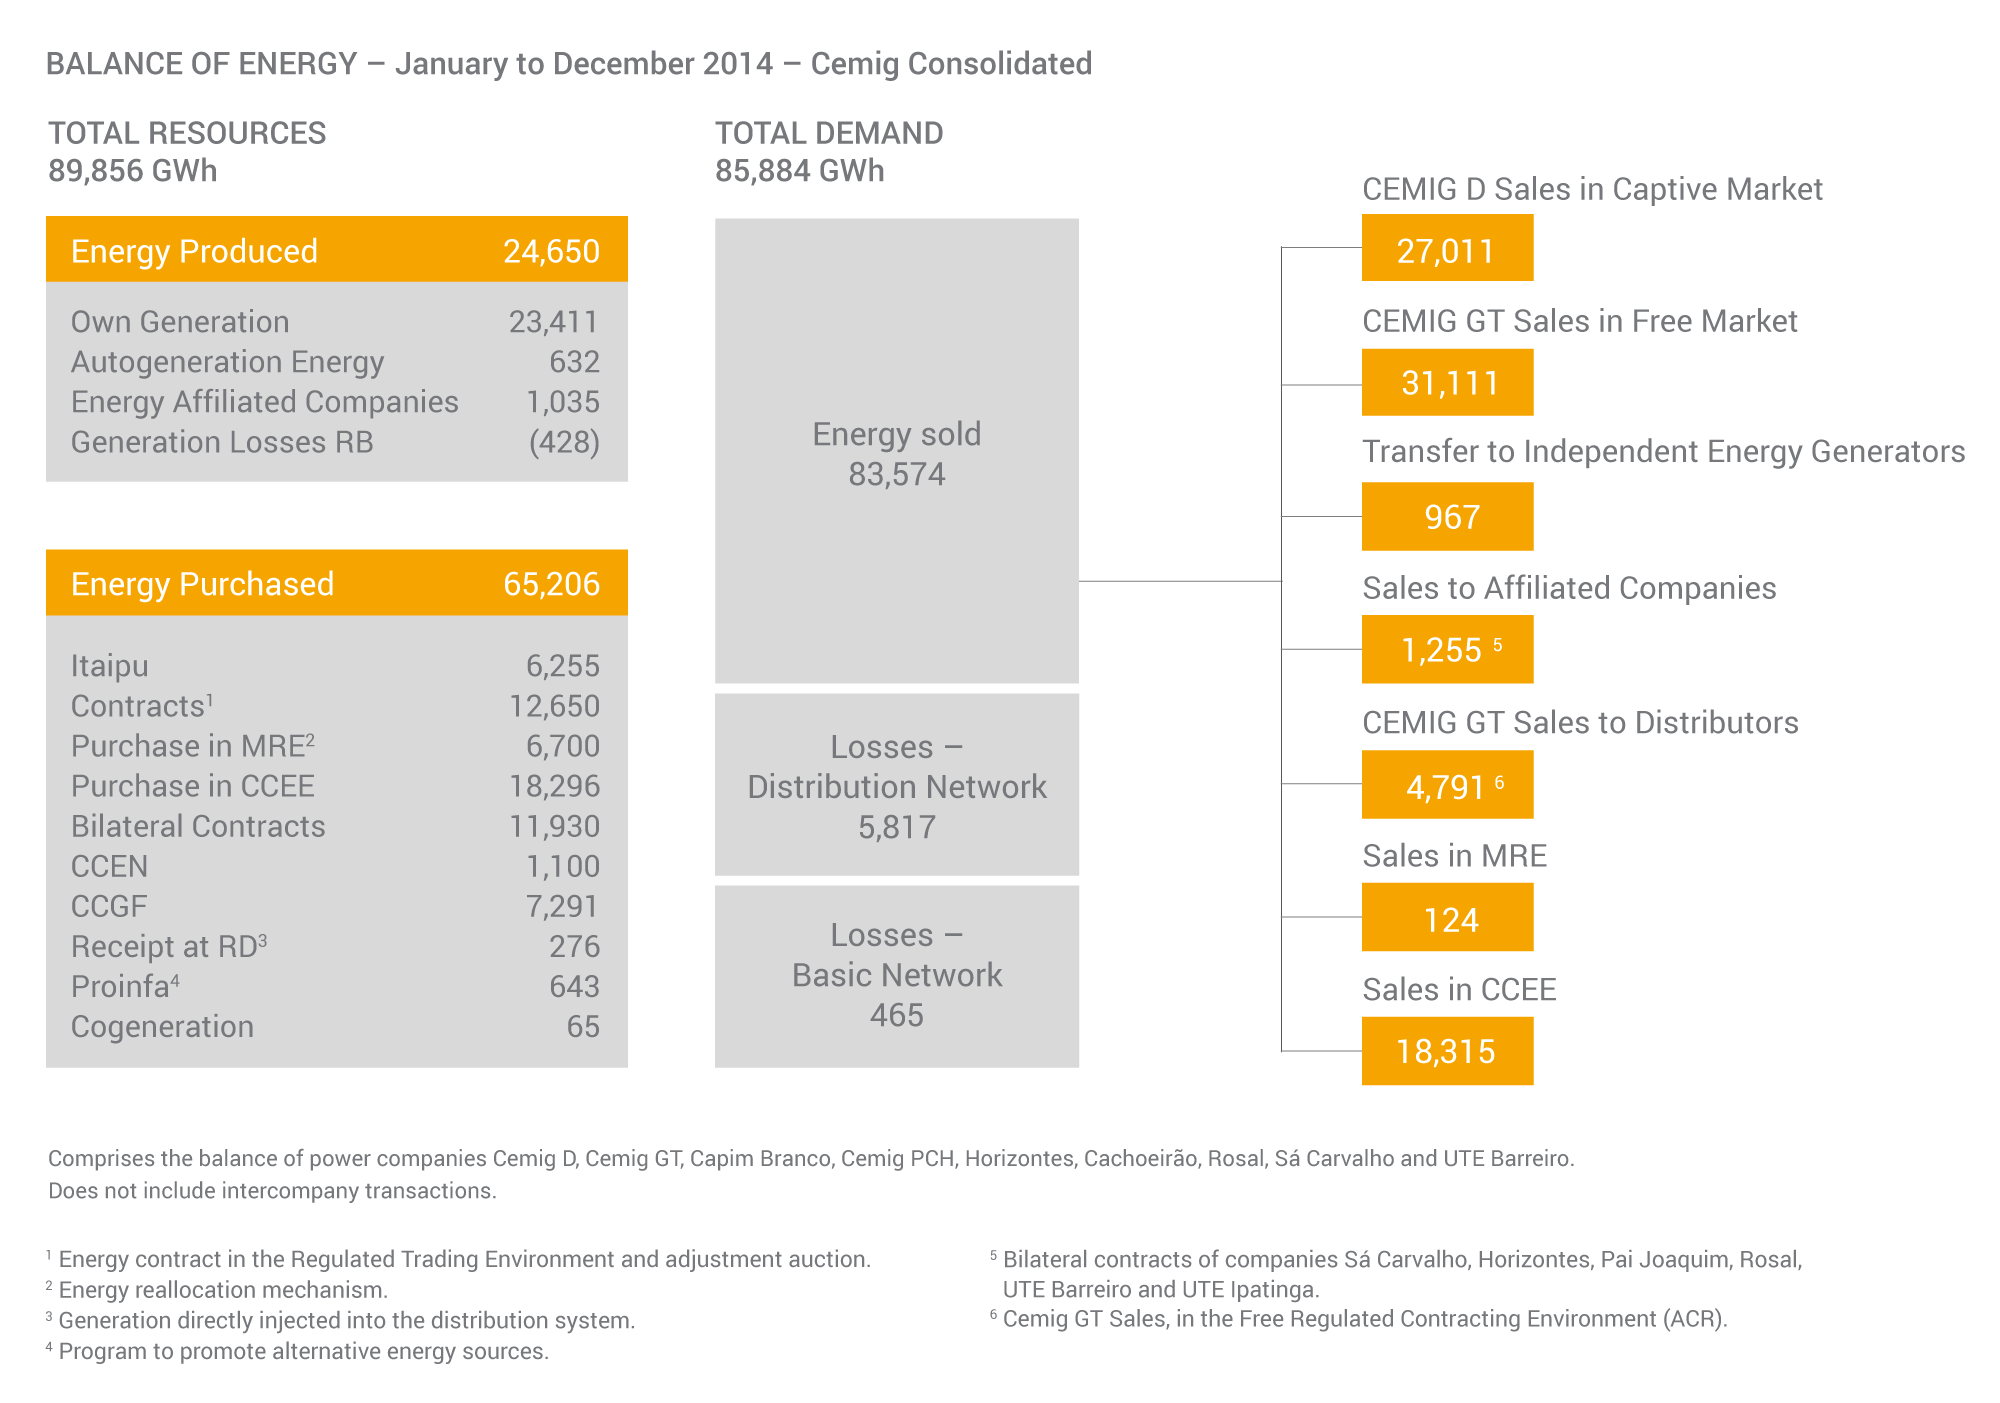 BALANCE OF ENERGY – January to December 2014 – Cemig Consolidated
TOTAL RESOURCES
89,856 GWh
Energy Produced 24,650
Own Generation 23,411
Autogeneration Energy 632
Energy Affiliated Companies 1,035
Generation Losses RB (428)
Energy Purchased 65,206
Itaipu 6,255
Contracts¹ 12,650
Purchase in MRE² 6,700
Purchase in CCEE 18,296
Bilateral Contracts 11,930
CCEN 1,100
CCGF 7,291
Receipt at RD³ 276
Proinfa⁴ 643
Cogeneration 65
TOTAL DEMAND
85,884 GWh
Energy sold
83,574
Losses –
Distribution Network
5,817
Losses –
Basic Network
465
CEMIG D Sales in Captive Market
27,011
CEMIG GT Sales in Free Market
31,111
Transfer to Independent Energy Generators
967
Sales to Affiliated Companies
1,255 ⁵
CEMIG GT Sales to Distributors
4,791 ⁶
Sales in MRE
124
Sales in CCEE
18,315
Comprises the balance of power companies Cemig D, Cemig GT, Capim Branco, Cemig PCH, Horizontes, Cachoeirão, Rosal, Sá Carvalho and UTE Barreiro.
Does not include intercompany transactions.
¹ Energy contract in the Regulated Trading Environment and adjustment auction.
² Energy reallocation mechanism.
³ Generation directly injected into the distribution system.
⁴ Program to promote alternative energy sources.
⁵ Bilateral contracts of companies Sá Carvalho, Horizontes, Pai Joaquim, Rosal,
UTE Barreiro and UTE Ipatinga.
⁶ Cemig GT Sales, in the Free Regulated Contracting Environment (ACR).